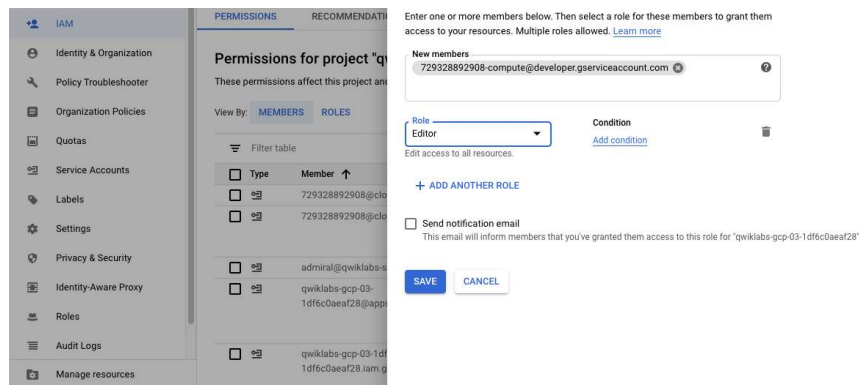 IAM
Identity & Organization
Policy Troubleshooter
Organization Policies
Quotas
Service Accounts
Labels
Settings
Privacy & Security
Identity-Aware Proxy
Roles
Audit Logs
Manage resources
PERMISSIONS RECOMMENDATI
Permissions for project "q
These permissions affect this project and
View By: MEMBERS ROLES
Filter table
Type Member
729328892908@clo
729328892908@clo
admiral@qwiklabs-s
qwiklabs-gcp-03-
1df6c0aeaf28@apps
qwiklabs-gcp-03-1df
1df6c0aeaf28.iam.g
Enter one or more members below. Then select a role for these members to grant them
access to your resources. Multiple roles allowed. Learn more
New members
729328892908-compute@developer.gserviceaccount.com
Role
Editor
Edit access to all resources.
Condition
Add condition
+ ADD ANOTHER ROLE
Send notification email
This email will inform members that you've granted them access to this role for "qwiklabs-gcp-03-1df6c0aeaf28"
SAVE CANCEL